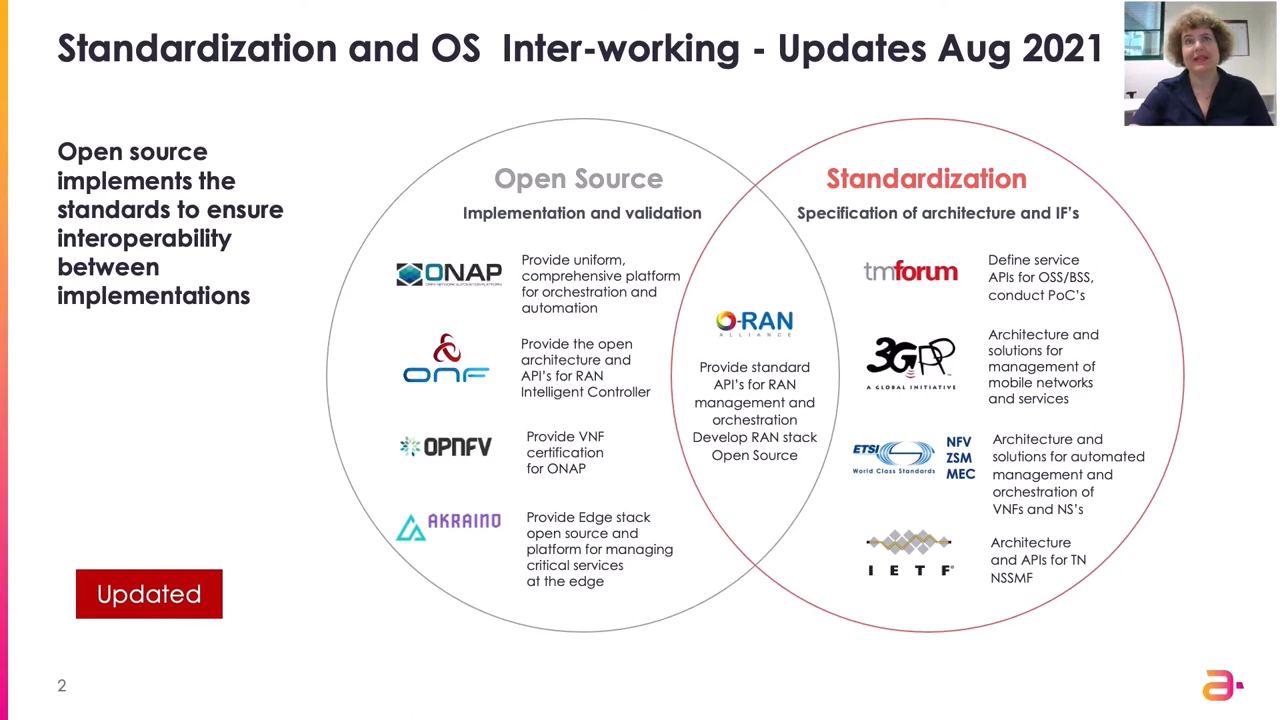 Standardization and OS Inter-working - Updates Aug 2021
Open source
implements the
standards to ensure
interoperability
between
implementations
Updated
2
Open Source
Implementation and validation
ONAP
OPEN NETWORK AUTOMATION PLATFORM
Provide uniform,
comprehensive platform
for orchestration and
automation
ONF
Provide the open
architecture and
API's for RAN
Intelligent Controller
OPNFV
Provide VNF
certification
for ONAP
AKRAINO
Provide Edge stack
open source and
platform for managing
critical services
at the edge
O-RAN
ALLIANCE
Provide standard
API's for RAN
management and
orchestration
Develop RAN stack
Open Source
Standardization
Specification of architecture and IF's
tmforum
Define service
APIs for OSS/BSS,
conduct PoC's
3GPP
A GLOBAL INITIATIVE
Architecture and
solutions for
management of
mobile networks
and services
ETSI
World Class Standards
NFV
ZSM
MEC
Architecture and
solutions for automated
management and
orchestration of
VNFs and NS's
IETF®
Architecture
and APIs for TN
NSSMF
a